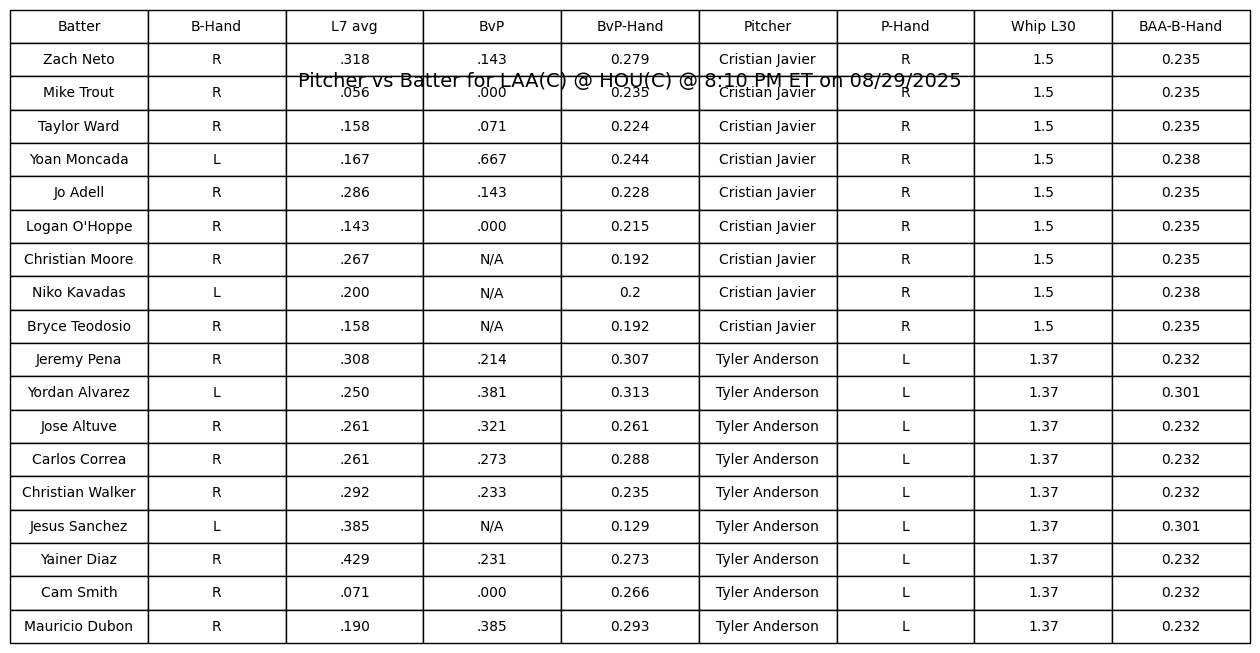 Batter B-Hand L7 avg BvP BvP-Hand Pitcher P-Hand Whip L30 BAA-B-Hand
Zach Neto R .318 .143 0.279 Cristian Javier R 1.5 0.235
Pitcher vs Batter for LAA(C) @ HOU(C) @ 8:10 PM ET on 08/29/2025
Mike Trout R .056 .000 0.235 Cristian Javier R 1.5 0.235
Taylor Ward R .158 .071 0.224 Cristian Javier R 1.5 0.235
Yoan Moncada L .167 .667 0.244 Cristian Javier R 1.5 0.238
Jo Adell R .286 .143 0.228 Cristian Javier R 1.5 0.235
Logan O'Hoppe R .143 .000 0.215 Cristian Javier R 1.5 0.235
Christian Moore R .267 N/A 0.192 Cristian Javier R 1.5 0.235
Niko Kavadas L .200 N/A 0.2 Cristian Javier R 1.5 0.238
Bryce Teodosio R .158 N/A 0.192 Cristian Javier R 1.5 0.235
Jeremy Pena R .308 .214 0.307 Tyler Anderson L 1.37 0.232
Yordan Alvarez L .250 .381 0.313 Tyler Anderson L 1.37 0.301
Jose Altuve R .261 .321 0.261 Tyler Anderson L 1.37 0.232
Carlos Correa R .261 .273 0.288 Tyler Anderson L 1.37 0.232
Christian Walker R .292 .233 0.235 Tyler Anderson L 1.37 0.232
Jesus Sanchez L .385 N/A 0.129 Tyler Anderson L 1.37 0.301
Yainer Diaz R .429 .231 0.273 Tyler Anderson L 1.37 0.232
Cam Smith R .071 .000 0.266 Tyler Anderson L 1.37 0.232
Mauricio Dubon R .190 .385 0.293 Tyler Anderson L 1.37 0.232